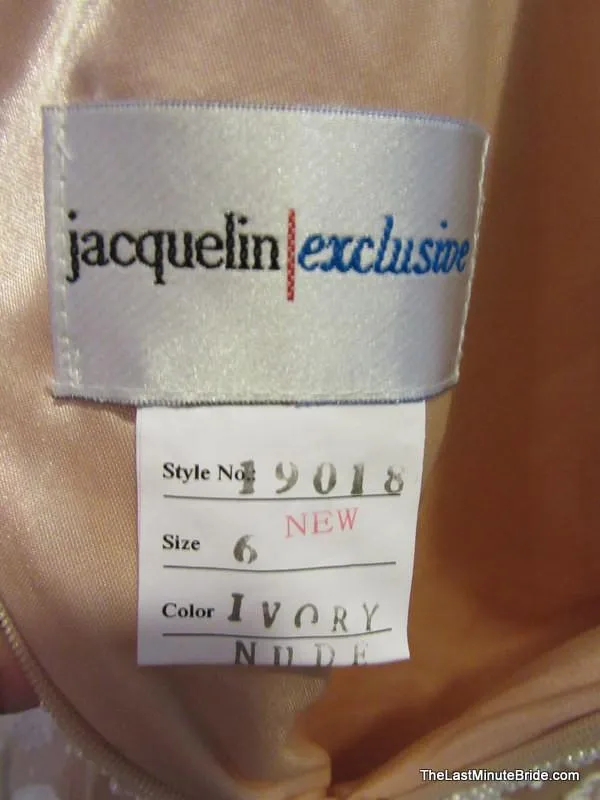 jacquelin|exclusive
Style No.: 19018
NEW
Size 6
Color IVORY
NUDE
TheLastMinuteBride.com